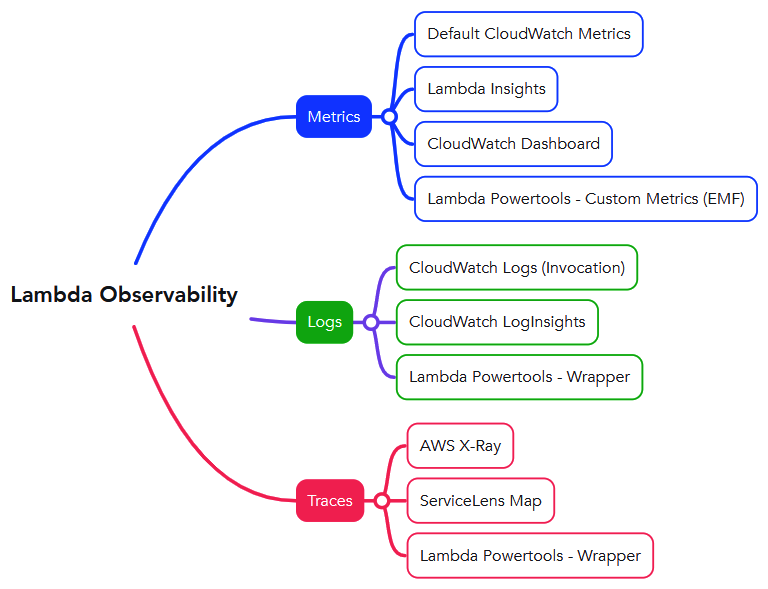 Lambda Observability
Metrics
Default CloudWatch Metrics
Lambda Insights
CloudWatch Dashboard
Lambda Powertools - Custom Metrics (EMF)
Logs
CloudWatch Logs (Invocation)
CloudWatch LogInsights
Lambda Powertools - Wrapper
Traces
AWS X-Ray
ServiceLens Map
Lambda Powertools - Wrapper